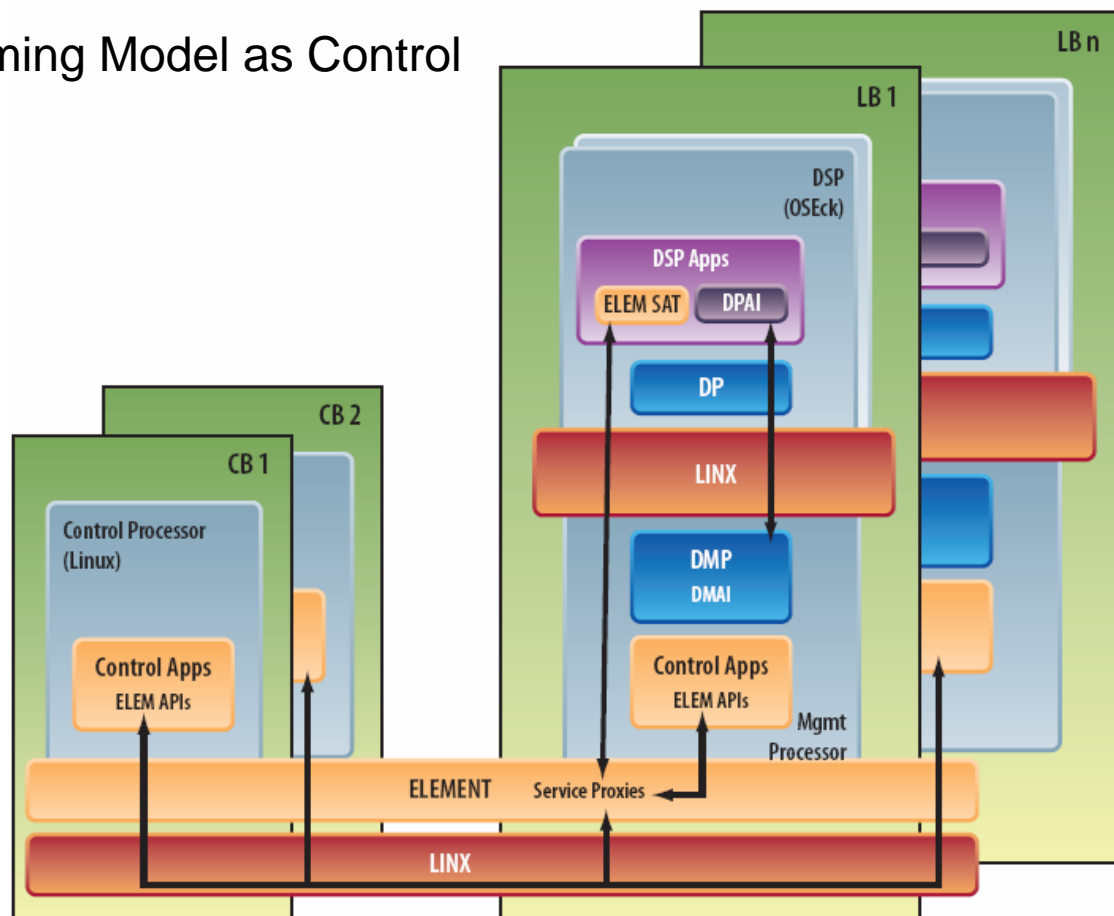 ming Model as Control
LB n
LB 1
DSP
(OSEck)
DSP Apps
ELEM SAT
DPAI
DP
LINX
CB 2
CB 1
Control Processor
(Linux)
DMP
DMAI
Control Apps
ELEM APIs
Control Apps
ELEM APIs
Mgmt
Processor
ELEMENT
Service Proxies
LINX